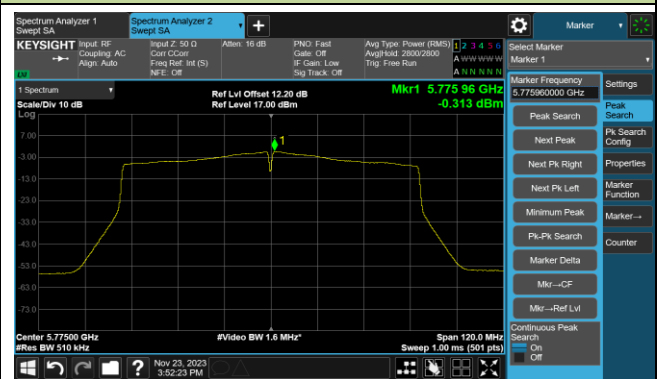 Spectrum Analyzer 1
Swept SA
Spectrum Analyzer 2
Swept SA
+
Marker
KEYSIGHT
Input: RF
Coupling: AC
Align: Auto
Input Z: 50 Ω
Corr CCorr
Freq Ref: Int (S)
NFE: Off
Atten: 16 dB
PNO: Fast
Gate: Off
IF Gain: Low
Sig Track: Off
Avg Type: Power (RMS)
Avg|Hold: 2800/2800
Trig: Free Run
1 2 3 4 5 6
A W W W W W
A N N N N N
Select Marker
Marker 1
1 Spectrum
Scale/Div 10 dB
Log
Ref Lvl Offset 12.20 dB
Ref Level 17.00 dBm
Mkr1 5.775 96 GHz
-0.313 dBm
7.00
-3.00
-13.0
-23.0
-33.0
-43.0
-53.0
-63.0
-73.0
1
Center 5.77500 GHz
#Res BW 510 kHz
#Video BW 1.6 MHz*
Span 120.0 MHz
Sweep 1.00 ms (501 pts)
Marker Frequency
5.775960000 GHz
Peak Search
Next Peak
Next Pk Right
Next Pk Left
Minimum Peak
Pk-Pk Search
Marker Delta
Mkr→CF
Mkr→Ref Lvl
Continuous Peak
Search
On
Off
Settings
Peak
Search
Pk Search
Config
Properties
Marker
Function
Marker→
Counter
?
Nov 23, 2023
3:52:23 PM